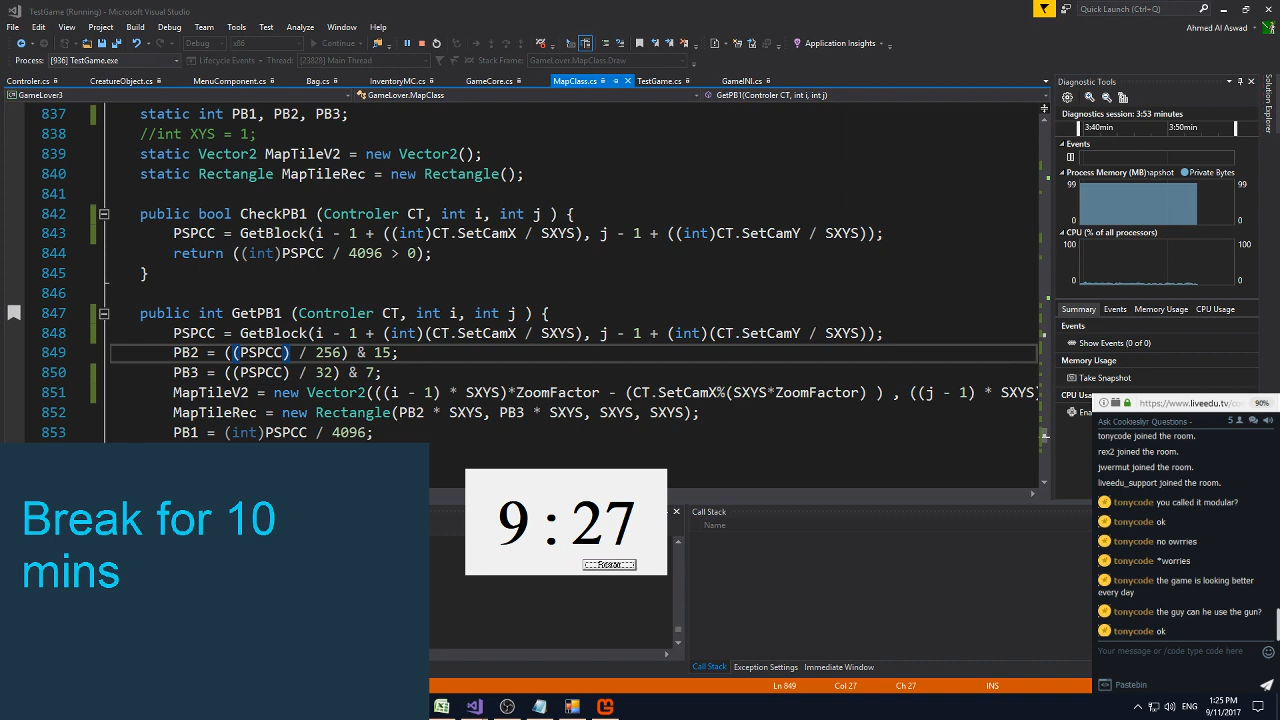 TestGame (Running) - Microsoft Visual Studio
Quick Launch (Ctrl+Q)
File Edit View Project Build Debug Team Tools Test Analyze Window Help
Ahmed Al Aswad
Debug x86 Continue Application Insights
Process: [936] TestGame.exe Lifecycle Events Thread: [23828] Main Thread Stack Frame: GameLover.MapClass.Draw
Controler.cs CreatureObject.cs MenuComponent.cs Bag.cs InventoryMC.cs GameCore.cs MapClass.cs TestGame.cs GameINI.cs
GameLover3 GameLover.MapClass GetPB1(Controler CT, int i, int j)
837 static int PB1, PB2, PB3;
838 //int XYS = 1;
839 static Vector2 MapTileV2 = new Vector2();
840 static Rectangle MapTileRec = new Rectangle();
841
842 public bool CheckPB1 (Controler CT, int i, int j ) {
843 PSPCC = GetBlock(i - 1 + ((int)CT.SetCamX / SXYS), j - 1 + ((int)CT.SetCamY / SXYS));
844 return ((int)PSPCC / 4096 > 0);
845 }
846
847 public int GetPB1 (Controler CT, int i, int j ) {
848 PSPCC = GetBlock(i - 1 + (int)(CT.SetCamX / SXYS), j - 1 + (int)(CT.SetCamY / SXYS));
849 PB2 = ((PSPCC) / 256) & 15;
850 PB3 = ((PSPCC) / 32) & 7;
851 MapTileV2 = new Vector2(((i - 1) * SXYS)*ZoomFactor - (CT.SetCamX%(SXYS*ZoomFactor) ) , ((j - 1) * SXYS)
852 MapTileRec = new Rectangle(PB2 * SXYS, PB3 * SXYS, SXYS, SXYS);
853 PB1 = (int)PSPCC / 4096;
Diagnostic Tools
Diagnostics session: 3:53 minutes
3:40min 3:50min
Events
Process Memory (MB) napshot Private Bytes
99 99
0 0
CPU (% of all processors)
100 100
0 0
Summary Events Memory Usage CPU Usage
Events
Show Events (0 of 0)
Memory Usage
Take Snapshot
CPU Usa
Ena
Solution Explorer
Break for 10
mins
9 : 27
Call Stack
Name
Call Stack Exception Settings Immediate Window
Ln 849 Col 27 Ch 27 INS
https://www.liveedu.tv/co 90%
Ask Cookiesliyr Questions - 5
tonycode joined the room.
rex2 joined the room.
jvermut joined the room.
liveedu_support joined the room.
tonycode you called it modular?
tonycode ok
tonycode no owrries
tonycode *worries
tonycode the game is looking better
every day
tonycode the guy can he use the gun?
tonycode ok
Your message or /code type code here
Pastebin
ENG 1:25 PM
9/11/2017